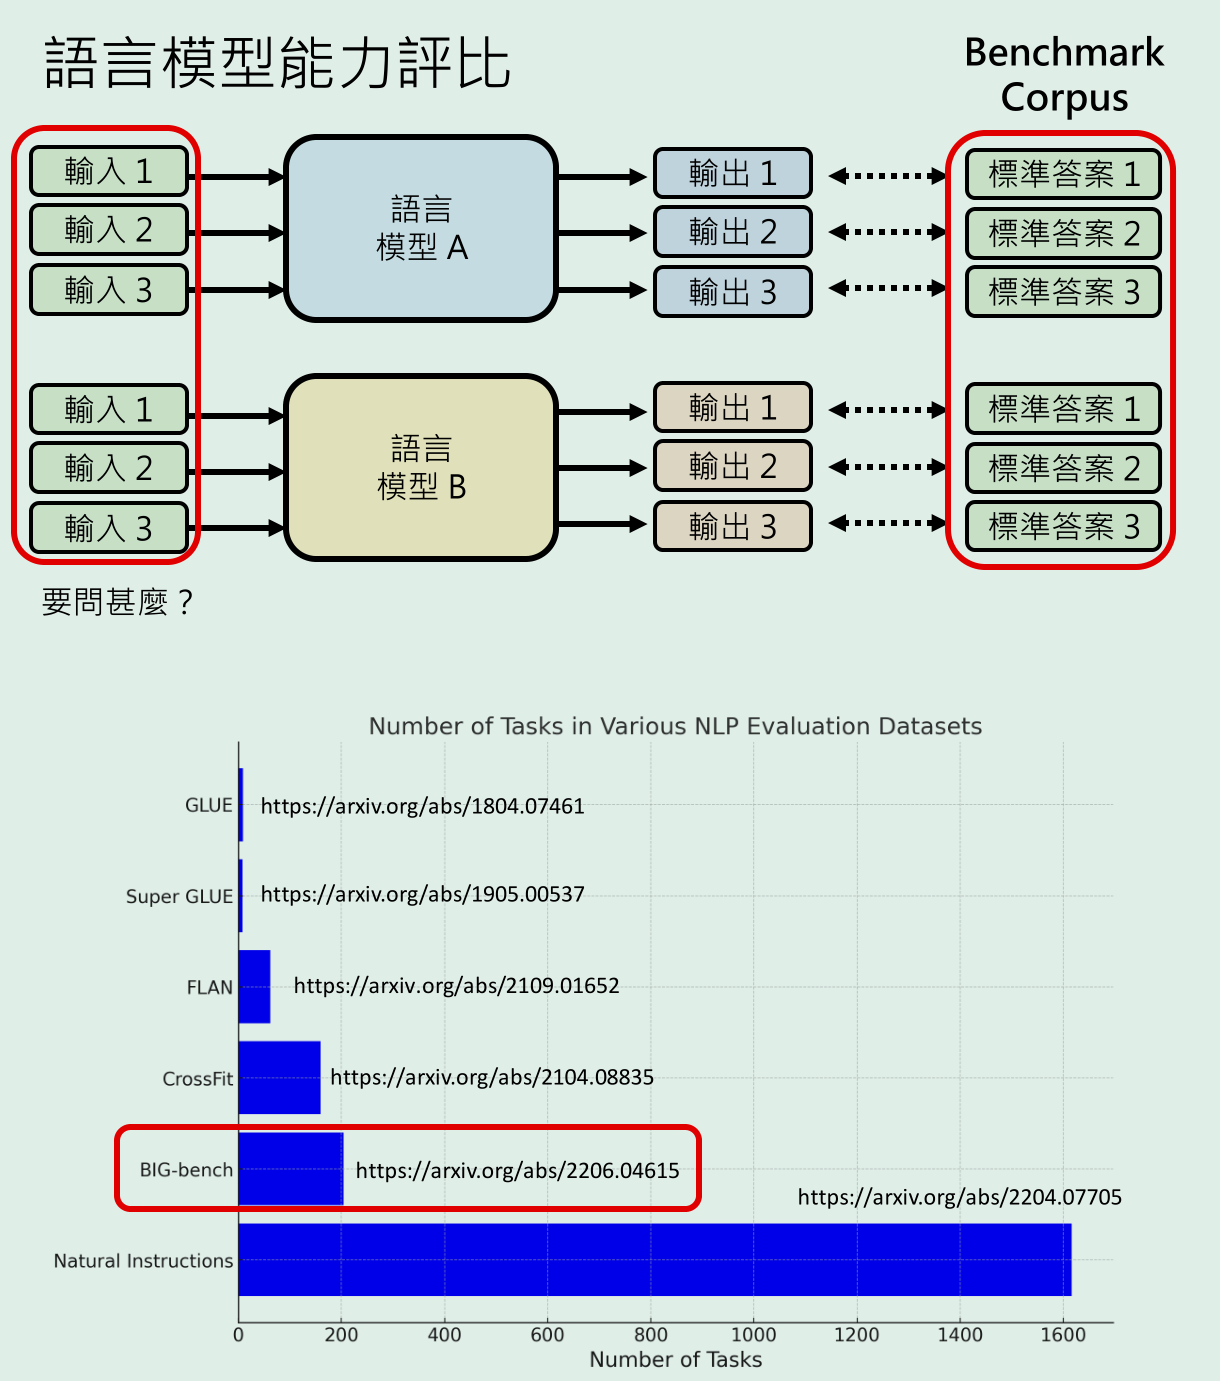 語言模型能力評比
Benchmark
Corpus
輸入 1
輸入 2
輸入 3
語言
模型 A
輸出 1
輸出 2
輸出 3
標準答案 1
標準答案 2
標準答案 3
輸入 1
輸入 2
輸入 3
語言
模型 B
輸出 1
輸出 2
輸出 3
標準答案 1
標準答案 2
標準答案 3
要問甚麼？
Number of Tasks in Various NLP Evaluation Datasets
GLUE
https://arxiv.org/abs/1804.07461
Super GLUE
https://arxiv.org/abs/1905.00537
FLAN
https://arxiv.org/abs/2109.01652
CrossFit
https://arxiv.org/abs/2104.08835
BIG-bench
https://arxiv.org/abs/2206.04615
https://arxiv.org/abs/2204.07705
Natural Instructions
0 200 400 600 800 1000 1200 1400 1600
Number of Tasks